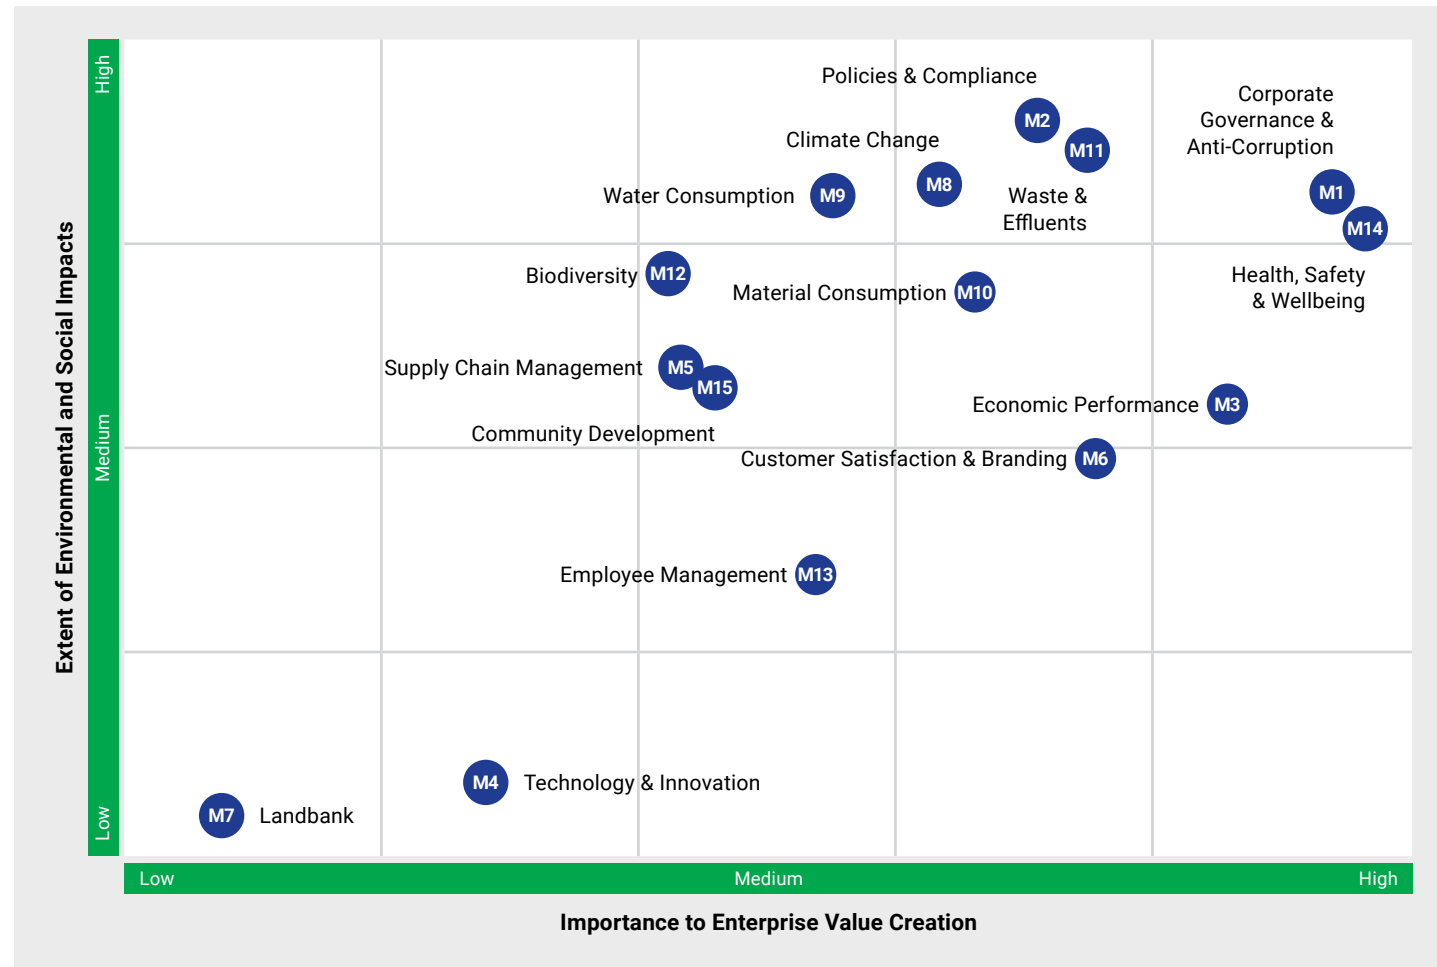 High
Medium
Low
Extent of Environmental and Social Impacts
Policies & Compliance
M2
M11
Waste &
Effluents
Climate Change
M8
Water Consumption
M9
Corporate
Governance &
Anti-Corruption
M1
M14
Health, Safety
& Wellbeing
Biodiversity
M12
Material Consumption
M10
Supply Chain Management
M5
M15
Community Development
Economic Performance
M3
Customer Satisfaction & Branding
M6
Employee Management
M13
M4
Technology & Innovation
M7
Landbank
Low
Medium
High
Importance to Enterprise Value Creation